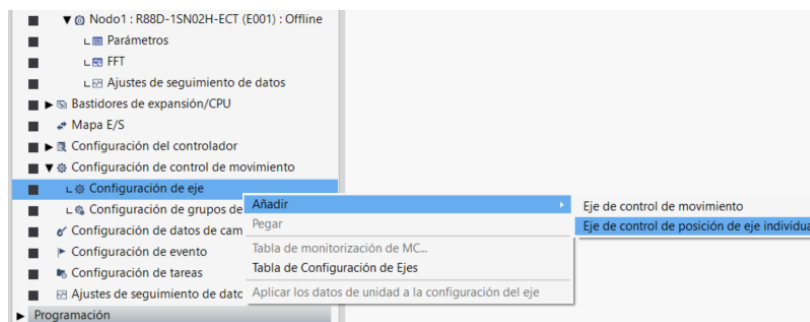 Nodo1 : R88D-1SN02H-ECT (E001) : Offline
Parámetros
FFT
Ajustes de seguimiento de datos
Bastidores de expansión/CPU
Mapa E/S
Configuración del controlador
Configuración de control de movimiento
Configuración de eje
Configuración de grupos de
Configuración de datos de cam
Configuración de evento
Configuración de tareas
Ajustes de seguimiento de datc
Programación
Añadir
Pegar
Tabla de monitorización de MC...
Tabla de Configuración de Ejes
Aplicar los datos de unidad a la configuración del eje
Eje de control de movimiento
Eje de control de posición de eje individua